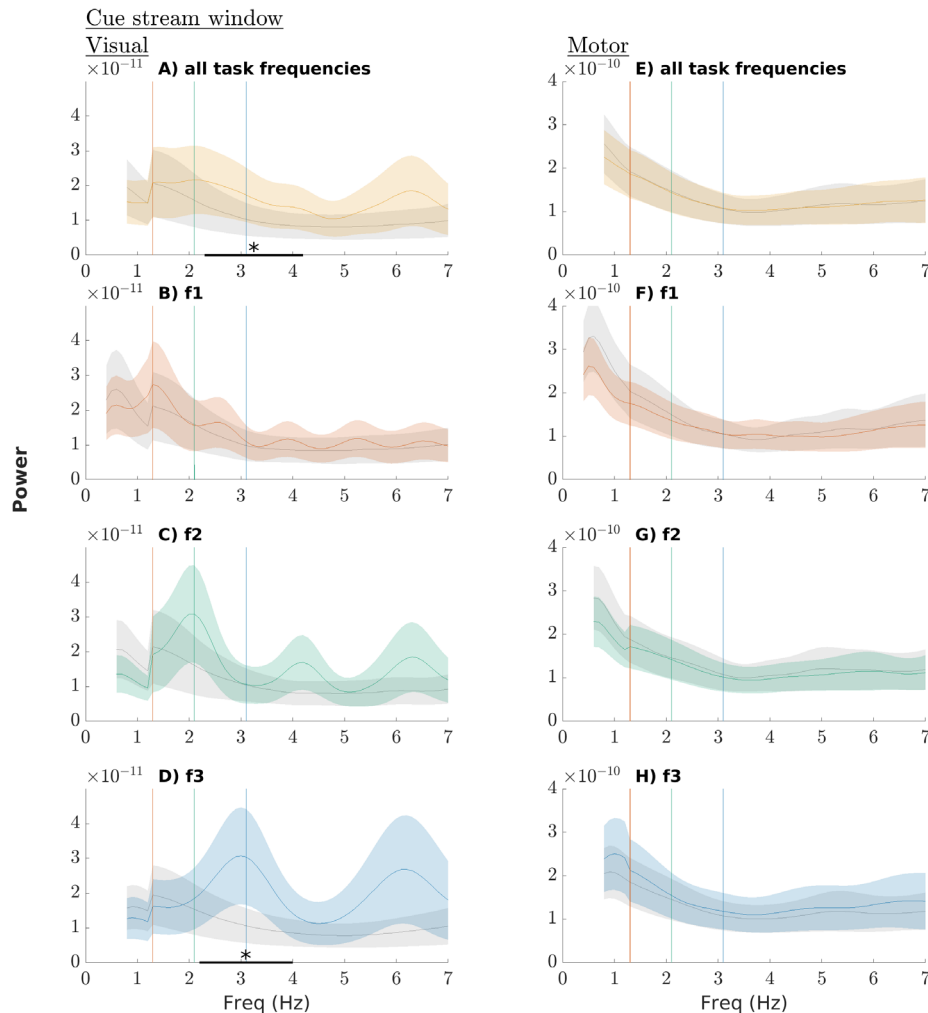 Cue stream window
Visual
Motor
×10⁻¹¹ A) all task frequencies
4
3
2
1
0
*
0 1 2 3 4 5 6 7
×10⁻¹⁰ E) all task frequencies
4
3
2
1
0
0 1 2 3 4 5 6 7
×10⁻¹¹ B) f1
4
3
2
1
0
0 1 2 3 4 5 6 7
×10⁻¹⁰ F) f1
4
3
2
1
0
0 1 2 3 4 5 6 7
Power
×10⁻¹¹ C) f2
4
3
2
1
0
0 1 2 3 4 5 6 7
×10⁻¹⁰ G) f2
4
3
2
1
0
0 1 2 3 4 5 6 7
×10⁻¹¹ D) f3
4
3
2
1
0
*
0 1 2 3 4 5 6 7
Freq (Hz)
×10⁻¹⁰ H) f3
4
3
2
1
0
0 1 2 3 4 5 6 7
Freq (Hz)